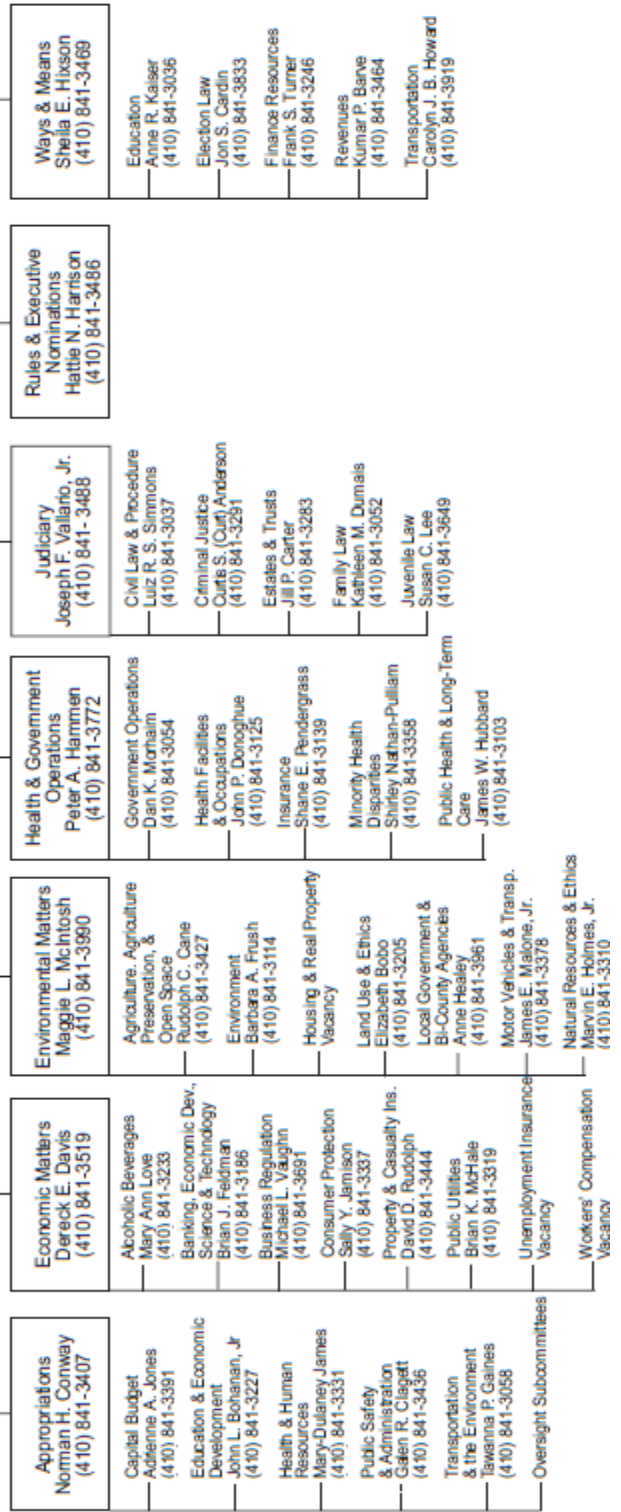 Appropriations
Norman H. Conway
(410) 841-3407
Capital Budget
Adrienne A. Jones
(410) 841-3391
Education & Economic
Development
John L. Bohanan, Jr
(410) 841-3227
Health & Human
Resources
Mary-Dulaney James
(410) 841-3331
Public Safety
& Administration
Galen R. Clagett
(410) 841-3436
Transportation
& the Environment
Tawanna P. Gaines
(410) 841-3058
Oversight Subcommittees
Economic Matters
Dereck E. Davis
(410) 841-3519
Alcoholic Beverages
Mary Ann Love
(410) 841-3233
Banking, Economic Dev.,
Science & Technology
Brian J. Feldman
(410) 841-3186
Business Regulation
Michael L. Vaughn
(410) 841-3691
Consumer Protection
Sally Y. Jamison
(410) 841-3337
Property & Casualty Ins.
David D. Rudolph
(410) 841-3444
Public Utilities
Brian K. McHale
(410) 841-3319
Unemployment Insurance
Vacancy
Workers' Compensation
Vacancy
Environmental Matters
Maggie L. McIntosh
(410) 841-3990
Agriculture. Agriculture
Preservation, &
Open Space
Rudolph C. Cane
(410) 841-3427
Environment
Barbara A. Frush
(410) 841-3114
Housing & Real Property
Vacancy
Land Use & Ethics
Elizabeth Bobo
(410) 841-3205
Local Government &
Bi-County Agencies
Anne Healey
(410) 841-3961
Motor Vehicles & Transp.
James E. Malone, Jr.
(410) 841-3378
Natural Resources & Ethics
Marvin E. Holmes, Jr.
(410) 841-3310
Health & Government
Operations
Peter A. Hammen
(410) 841-3772
Government Operations
Dan K. Morhaim
(410) 841-3054
Health Facilities
& Occupations
John P. Donoghue
(410) 841-3125
Insurance
Shane E. Pendergrass
(410) 841-3139
Minority Health
Disparities
Shirley Nathan-Pulliam
(410) 841-3358
Public Health & Long-Term
Care
James W. Hubbard
(410) 841-3103
Judiciary
Joseph F. Vallario, Jr.
(410) 841- 3488
Civil Law & Procedure
Luiz R. S. Simmons
(410) 841-3037
Criminal Justice
Curtis S. (Curt) Anderson
(410) 841-3291
Estates & Trusts
Jill P. Carter
(410) 841-3283
Family Law
Kathleen M. Dumais
(410) 841-3052
Juvenile Law
Susan C. Lee
(410) 841-3649
Rules & Executive
Nominations
Hattie N. Harrison
(410) 841-3486
Ways & Means
Sheila E. Hixson
(410) 841-3469
Education
Anne R. Kaiser
(410) 841-3036
Election Law
Jon S. Cardin
(410) 841-3833
Finance Resources
Frank S. Turner
(410) 841-3246
Revenues
Kumar P. Barve
(410) 841-3464
Transportation
Carolyn J. B. Howard
(410) 841-3919